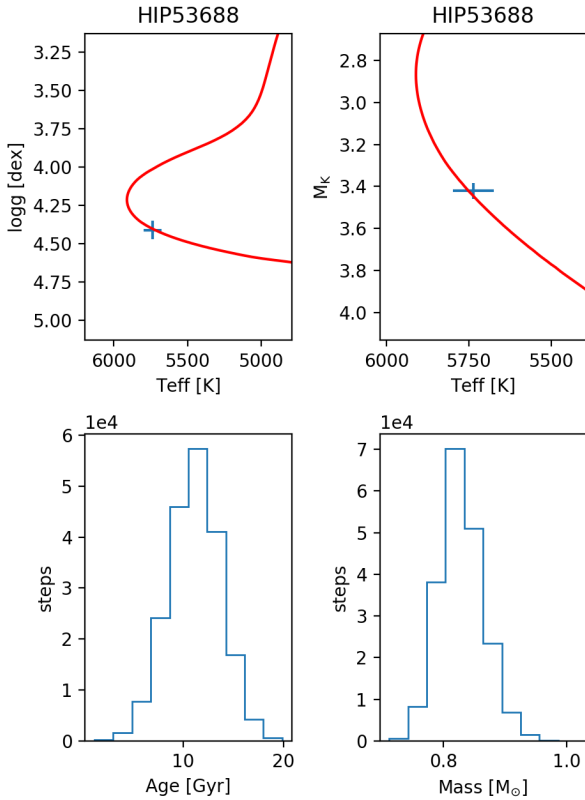 HIP53688
HIP53688
logg [dex]
3.25
3.50
3.75
4.00
4.25
4.50
4.75
5.00
6000 5500 5000
Teff [K]
M_K
2.8
3.0
3.2
3.4
3.6
3.8
4.0
6000 5750 5500
Teff [K]
1e4
steps
6
5
4
3
2
1
0
10 20
Age [Gyr]
1e4
steps
7
6
5
4
3
2
1
0
0.8 1.0
Mass [M☉]